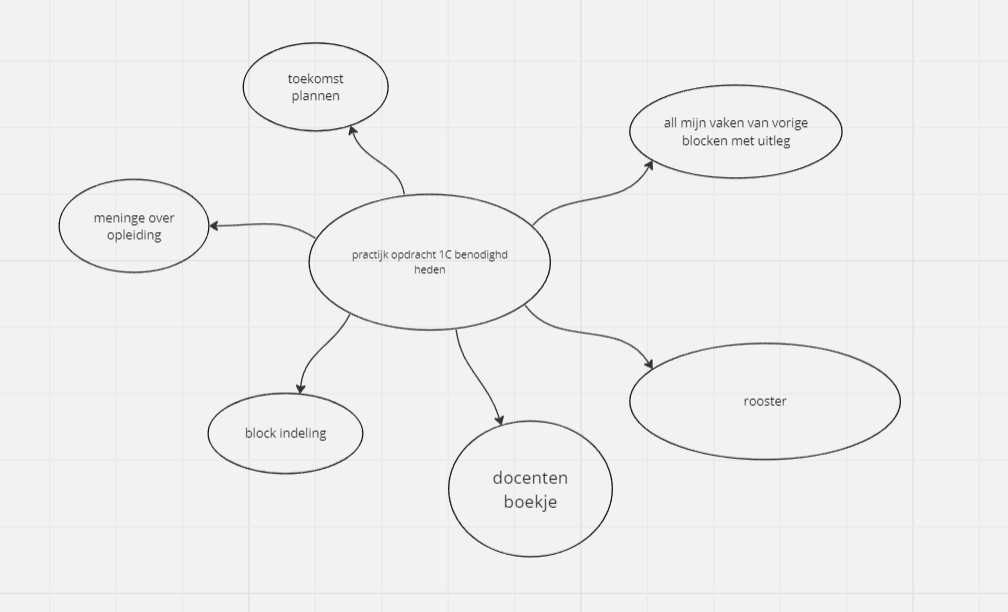 toekomst
plannen
all mijn vaken van vorige
blocken met uitleg
meninge over
opleiding
practijk opdracht 1C benodighd
heden
rooster
block indeling
docenten
boekje